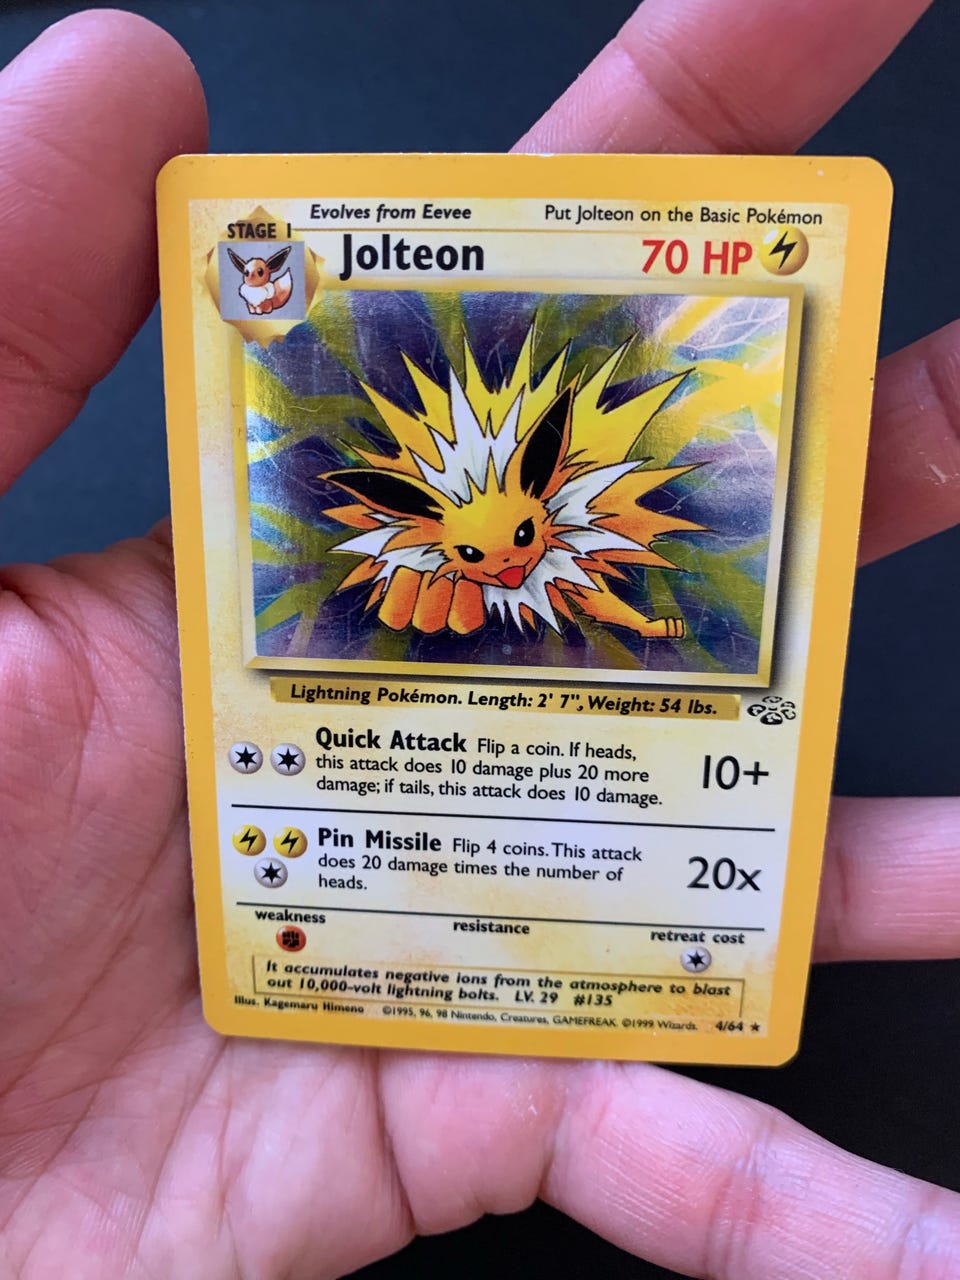 Evolves from Eevee Put Jolteon on the Basic Pokémon
STAGE 1
Jolteon 70 HP
Lightning Pokémon. Length: 2' 7", Weight: 54 lbs.
Quick Attack Flip a coin. If heads,
this attack does 10 damage plus 20 more
damage; if tails, this attack does 10 damage.
10+
Pin Missile Flip 4 coins. This attack
does 20 damage times the number of
heads.
20x
weakness resistance retreat cost
It accumulates negative ions from the atmosphere to blast
out 10,000-volt lightning bolts. LV. 29 #135
Illus. Kagemaru Himeno ©1995, 96, 98 Nintendo, Creatures, GAMEFREAK. ©1999 Wizards. 4/64 ★